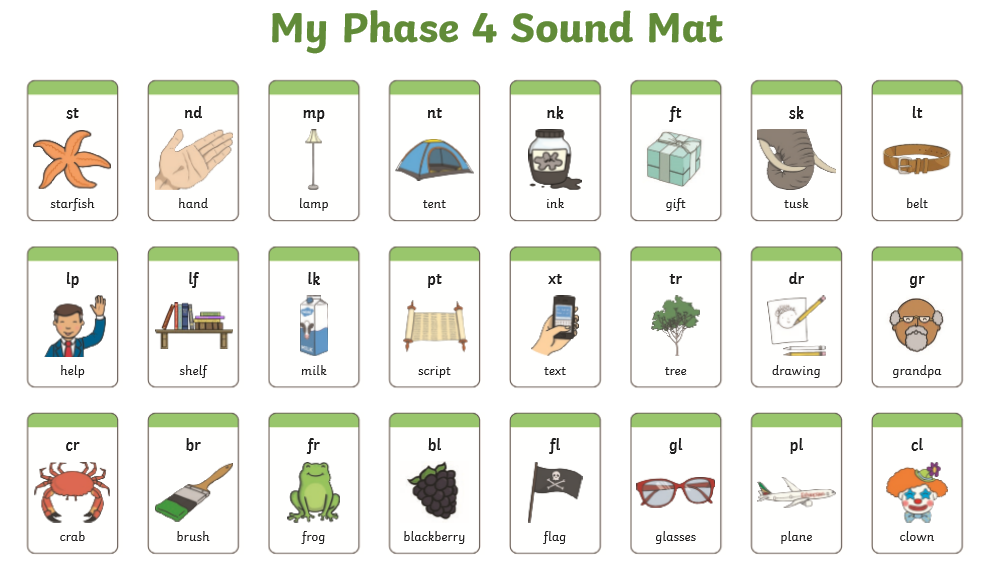 My Phase 4 Sound Mat
st nd mp nt nk ft sk lt
starfish hand lamp tent ink gift tusk belt
lp lf lk pt xt tr dr gr
MILK
help shelf milk script text tree drawing grandpa
cr br fr bl fl gl pl cl
crab brush frog blackberry flag glasses plane clown